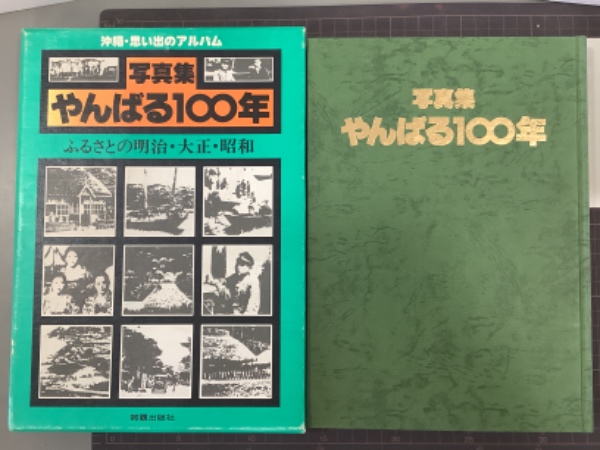 沖縄・思い出のアルバム
写真集
やんばる100年
ふるさとの明治・大正・昭和
写真集
やんばる100年